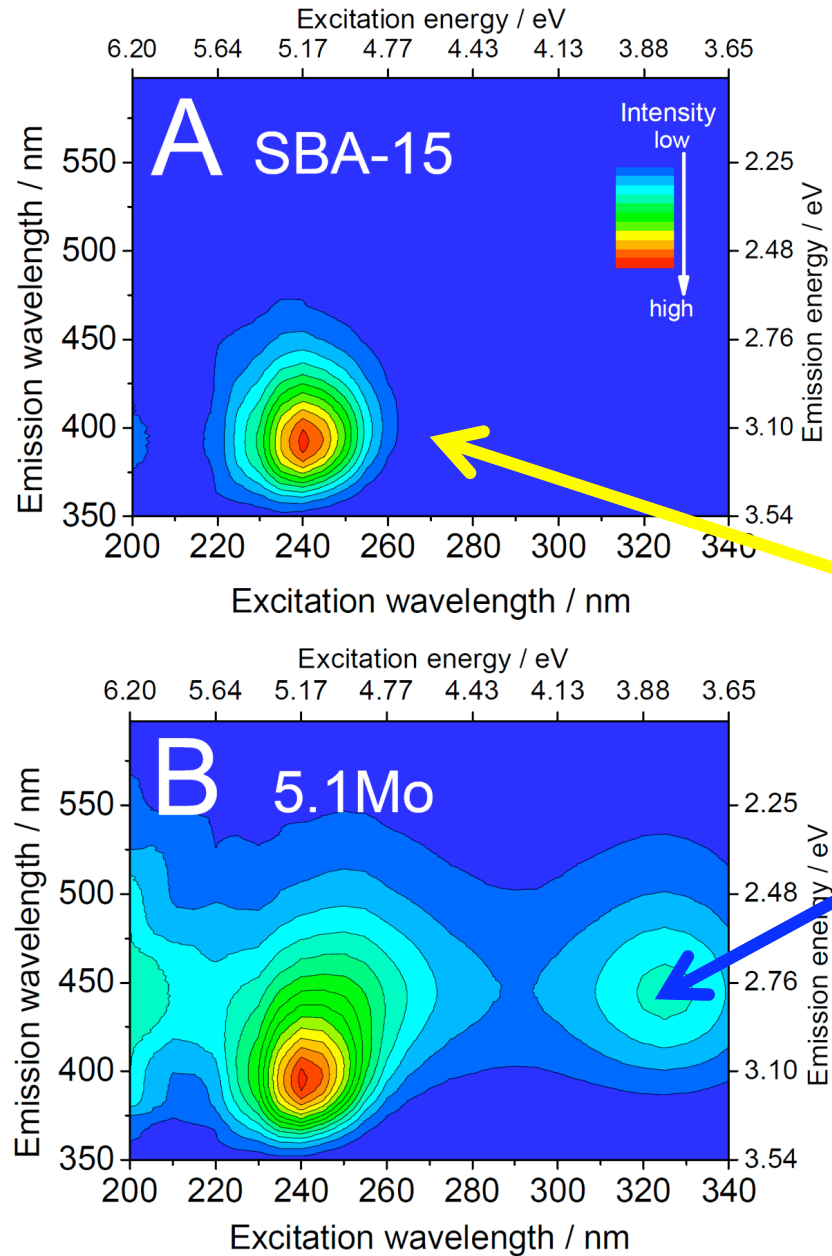 Excitation energy / eV
6.20 5.64 5.17 4.77 4.43 4.13 3.88 3.65
A SBA-15
Intensity
low
high
550
500
450
400
350
Emission wavelength / nm
2.25
2.48
2.76
3.10
3.54
Emission energy / eV
200 220 240 260 280 300 320 340
Excitation wavelength / nm
Excitation energy / eV
6.20 5.64 5.17 4.77 4.43 4.13 3.88 3.65
B 5.1Mo
550
500
450
400
350
Emission wavelength / nm
2.25
2.48
2.76
3.10
3.54
Emission energy / eV
200 220 240 260 280 300 320 340
Excitation wavelength / nm